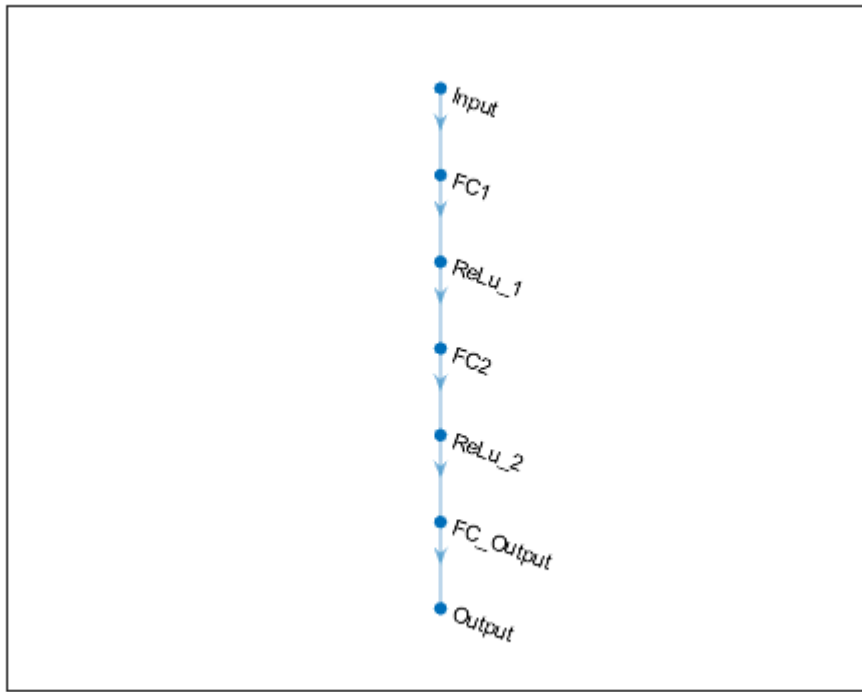 Input
FC1
ReLu_1
FC2
ReLu_2
FC_Output
Output